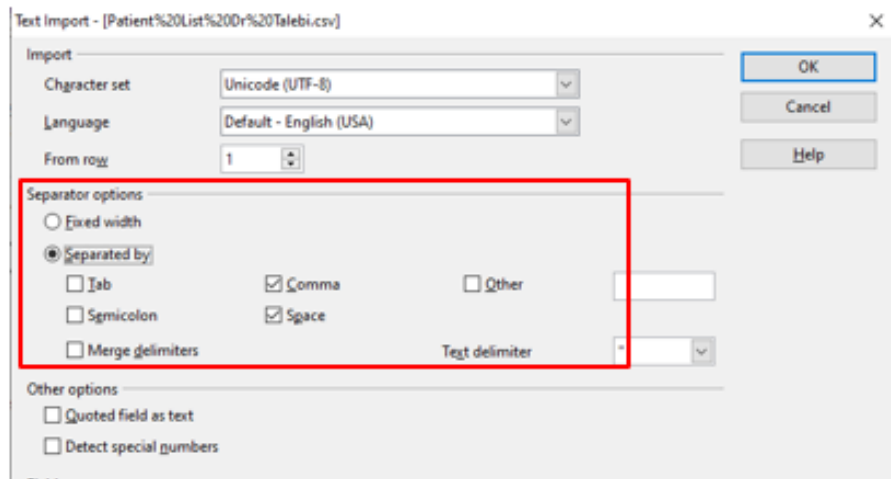 Text Import - [Patient%20List%20Dr%20Talebi.csv]
Import
Character set Unicode (UTF-8)
Language Default - English (USA)
From row 1
OK
Cancel
Help
Separator options
Fixed width
Separated by
Tab Comma Other
Semicolon Space
Merge delimiters Text delimiter "
Other options
Quoted field as text
Detect special numbers